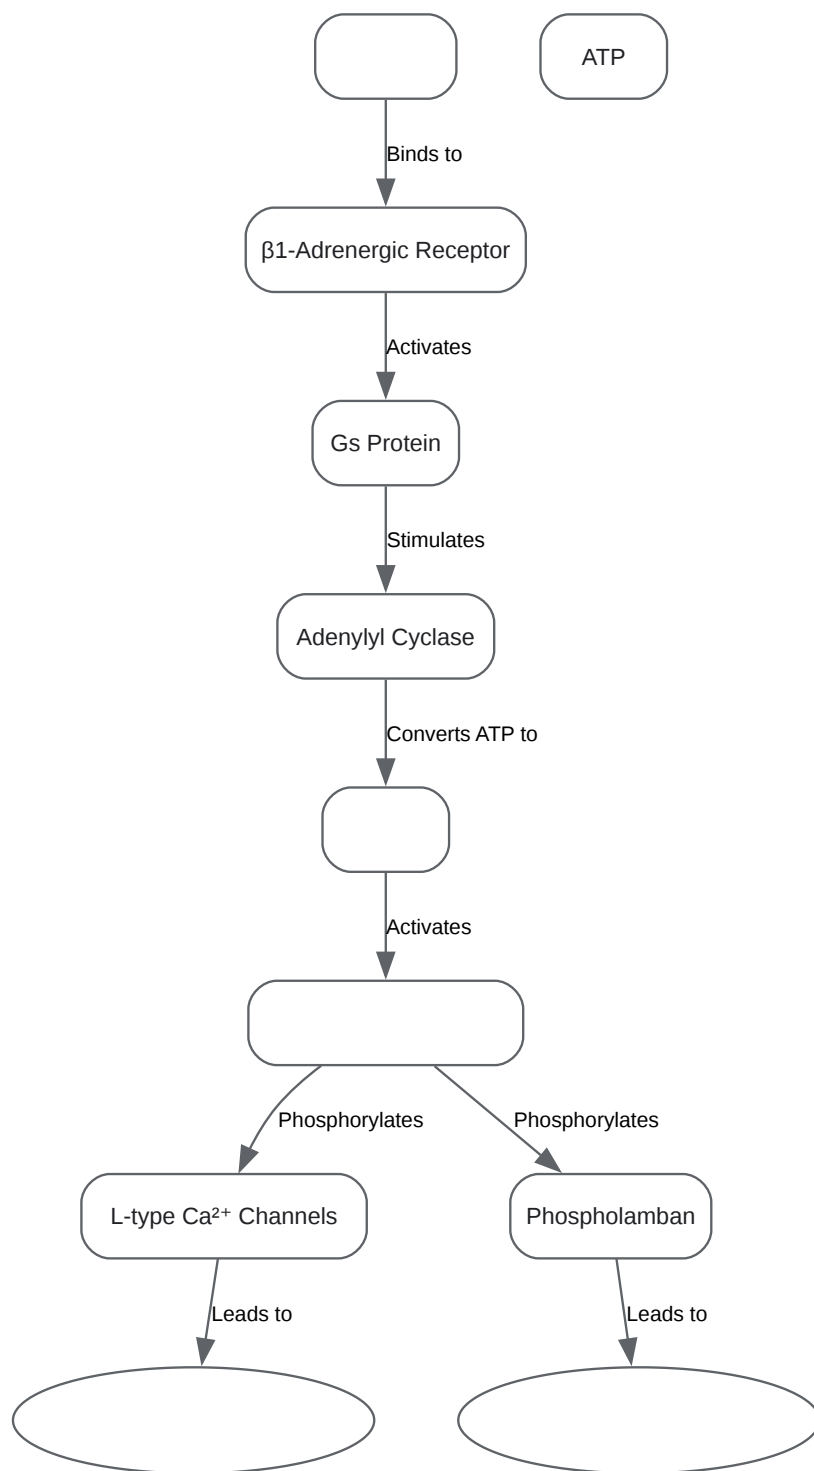 ATP
Binds to
β1-Adrenergic Receptor
Activates
Gs Protein
Stimulates
Adenylyl Cyclase
Converts ATP to
Activates
Phosphorylates
Phosphorylates
L-type Ca²⁺ Channels
Phospholamban
Leads to
Leads to